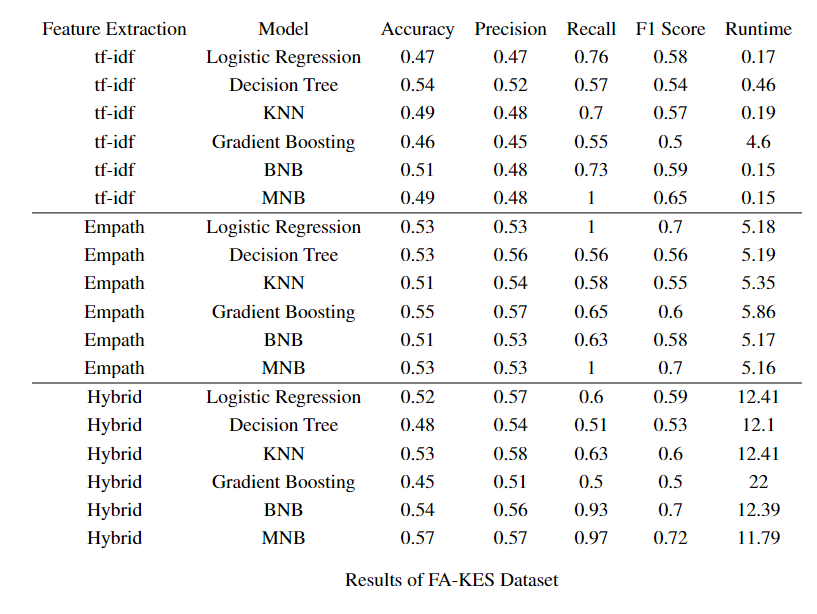 Feature Extraction Model Accuracy Precision Recall F1 Score Runtime
tf-idf Logistic Regression 0.47 0.47 0.76 0.58 0.17
tf-idf Decision Tree 0.54 0.52 0.57 0.54 0.46
tf-idf KNN 0.49 0.48 0.7 0.57 0.19
tf-idf Gradient Boosting 0.46 0.45 0.55 0.5 4.6
tf-idf BNB 0.51 0.48 0.73 0.59 0.15
tf-idf MNB 0.49 0.48 1 0.65 0.15
Empath Logistic Regression 0.53 0.53 1 0.7 5.18
Empath Decision Tree 0.53 0.56 0.56 0.56 5.19
Empath KNN 0.51 0.54 0.58 0.55 5.35
Empath Gradient Boosting 0.55 0.57 0.65 0.6 5.86
Empath BNB 0.51 0.53 0.63 0.58 5.17
Empath MNB 0.53 0.53 1 0.7 5.16
Hybrid Logistic Regression 0.52 0.57 0.6 0.59 12.41
Hybrid Decision Tree 0.48 0.54 0.51 0.53 12.1
Hybrid KNN 0.53 0.58 0.63 0.6 12.41
Hybrid Gradient Boosting 0.45 0.51 0.5 0.5 22
Hybrid BNB 0.54 0.56 0.93 0.7 12.39
Hybrid MNB 0.57 0.57 0.97 0.72 11.79
Results of FA-KES Dataset